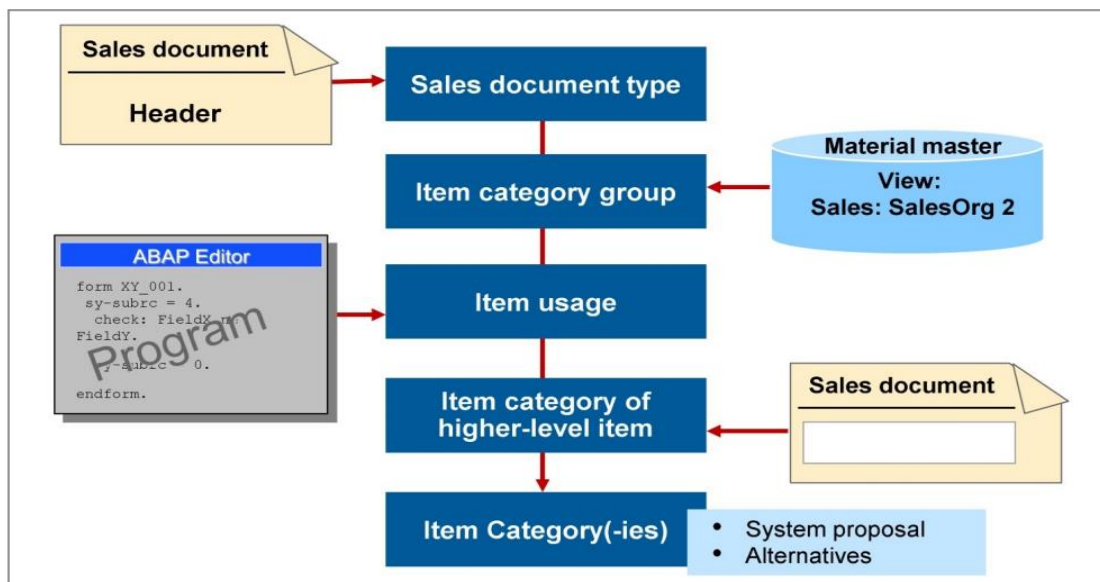 Sales document
Header
Sales document type
Item category group
Material master
View:
Sales: SalesOrg 2
ABAP Editor
form XY_001.
sy-subrc = 4.
check: FieldX
FieldY.
Program
0.
endform.
Item usage
Item category of
higher-level item
Sales document
Item Category(-ies)
• System proposal
• Alternatives